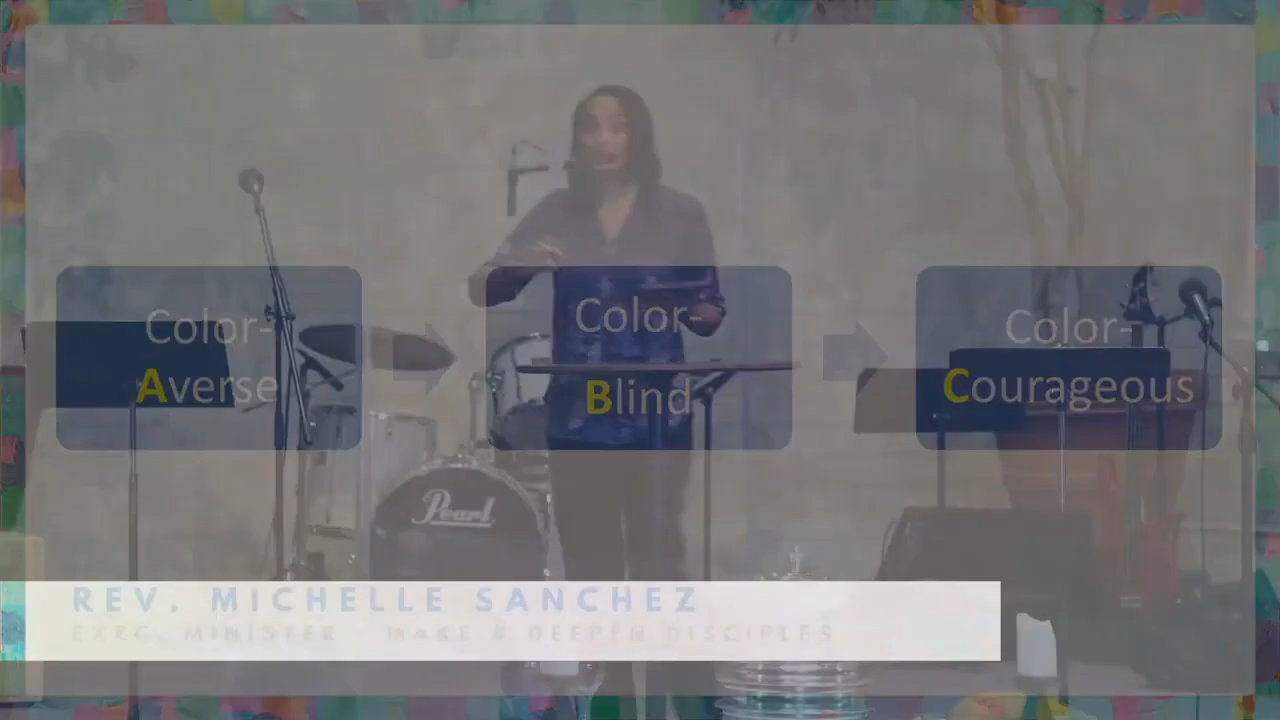 Color-
Averse
Color-
Blind
Color-
Courageous
Pearl
REV. MICHELLE SANCHEZ
EXEC. MINISTER - MAKE & DEEPEN DISCIPLES